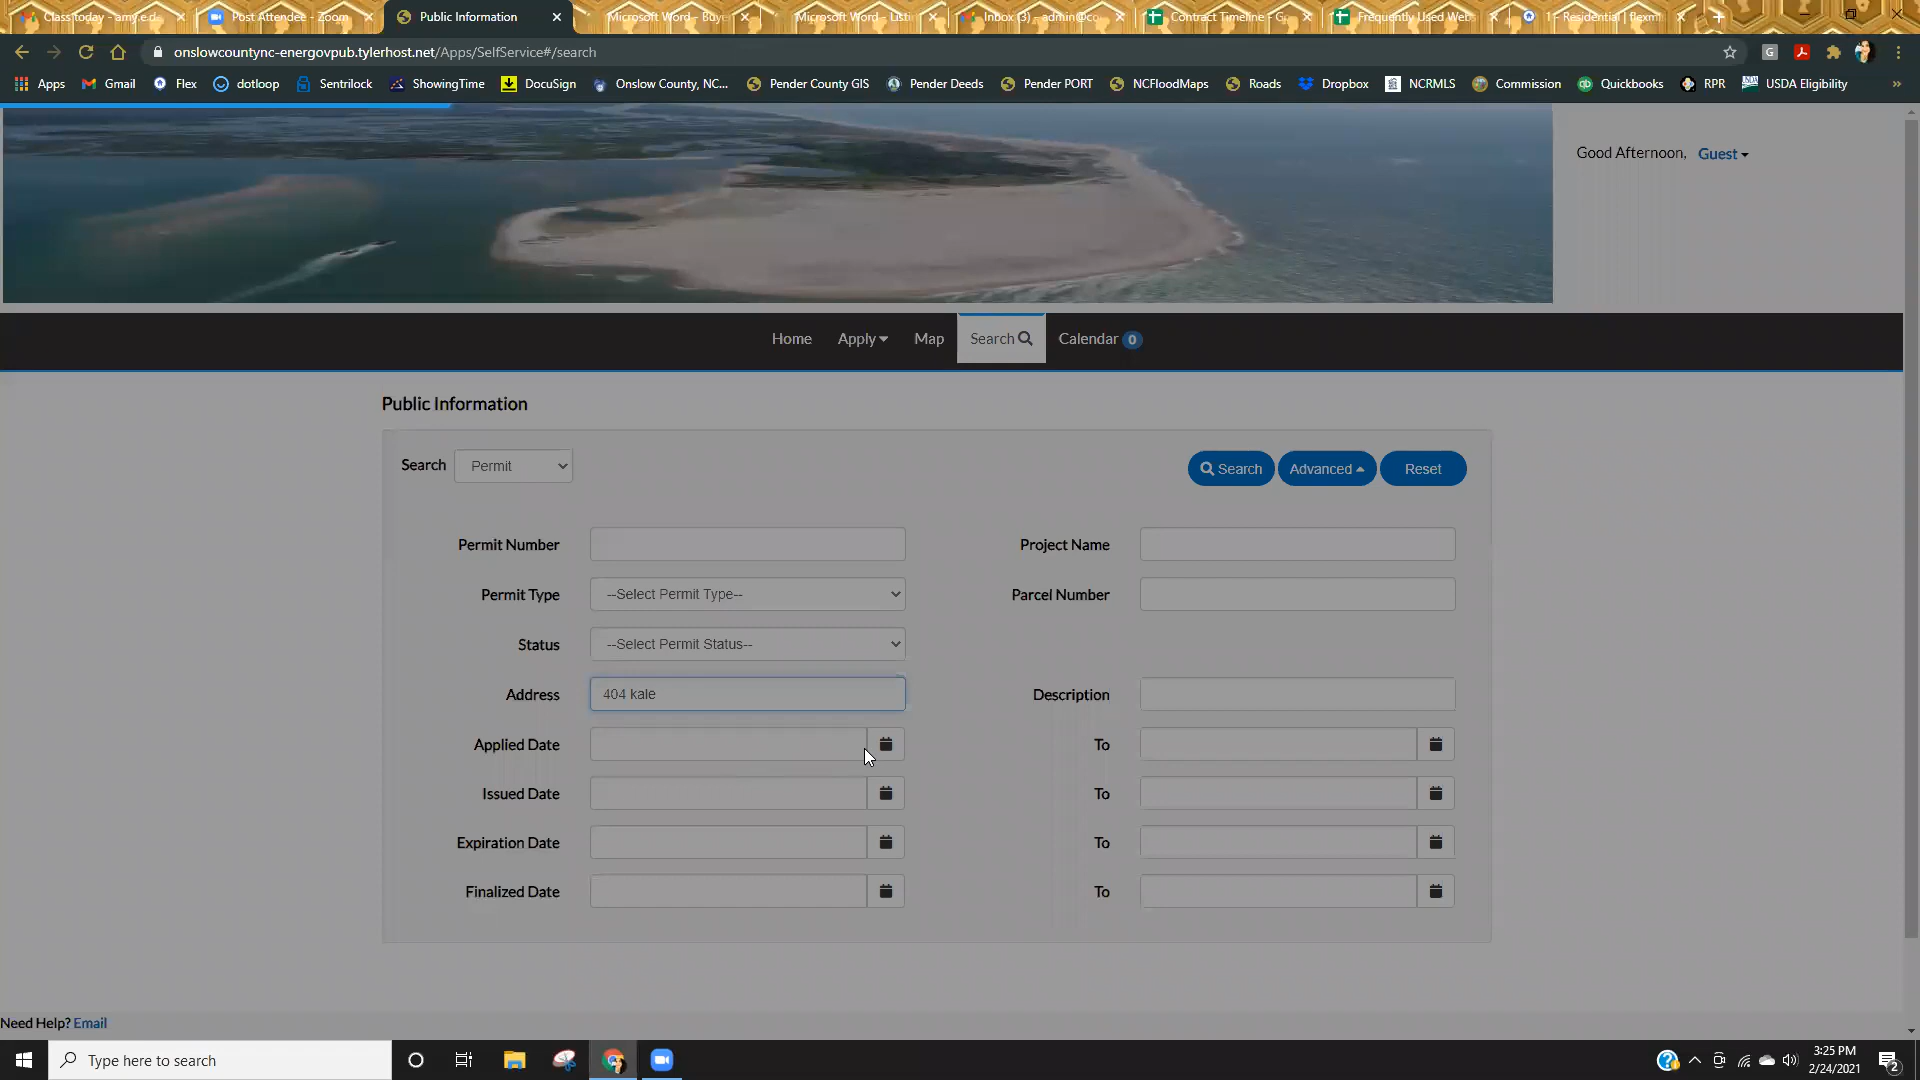 Class today - amy.e.de
Post Attendee - Zoom
Public Information
Microsoft Word - Buye
Microsoft Word - Listi
Inbox (3) - admin@co
Contract Timeline - G
Frequently Used Webs
1 - Residential | flexm
onslowcountync-energovpub.tylerhost.net/Apps/SelfService#/search
Apps Gmail Flex dotloop Sentrilock ShowingTime DocuSign Onslow County, NC... Pender County GIS Pender Deeds Pender PORT NCFloodMaps Roads Dropbox NCRMLS Commission Quickbooks RPR USDA Eligibility »
Good Afternoon, Guest
Home Apply Map Search Calendar 0
Public Information
Search Permit
Search Advanced Reset
Permit Number Project Name
Permit Type --Select Permit Type-- Parcel Number
Status --Select Permit Status--
Address 404 kale Description
Applied Date To
Issued Date To
Expiration Date To
Finalized Date To
Need Help? Email
Type here to search
3:25 PM
2/24/2021
2